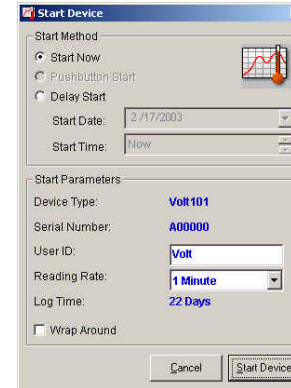 Start Device
Start Method
Start Now
Pushbutton Start
Delay Start
Start Date: 2 /17/2003
Start Time: Now
Start Parameters
Device Type: Volt101
Serial Number: A00000
User ID: Volt
Reading Rate: 1 Minute
Log Time: 22 Days
Wrap Around
Cancel Start Device